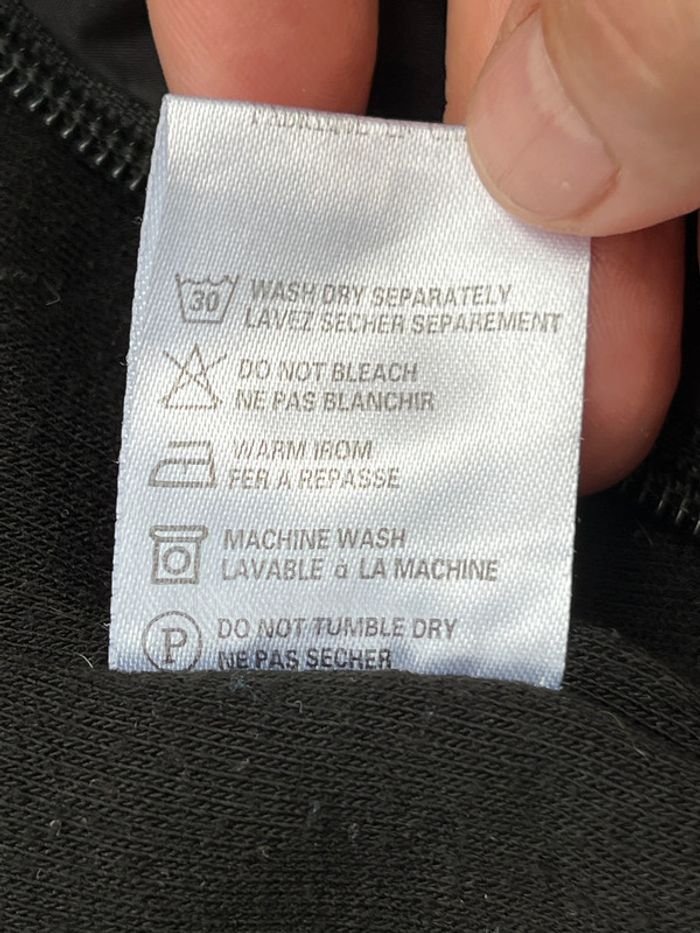 30 WASH DRY SEPARATELY
LAVEZ SECHER SEPAREMENT
DO NOT BLEACH
NE PAS BLANCHIR
WARM IROM
FER A REPASSE
MACHINE WASH
LAVABLE a LA MACHINE
P DO NOT TUMBLE DRY
NE PAS SECHER